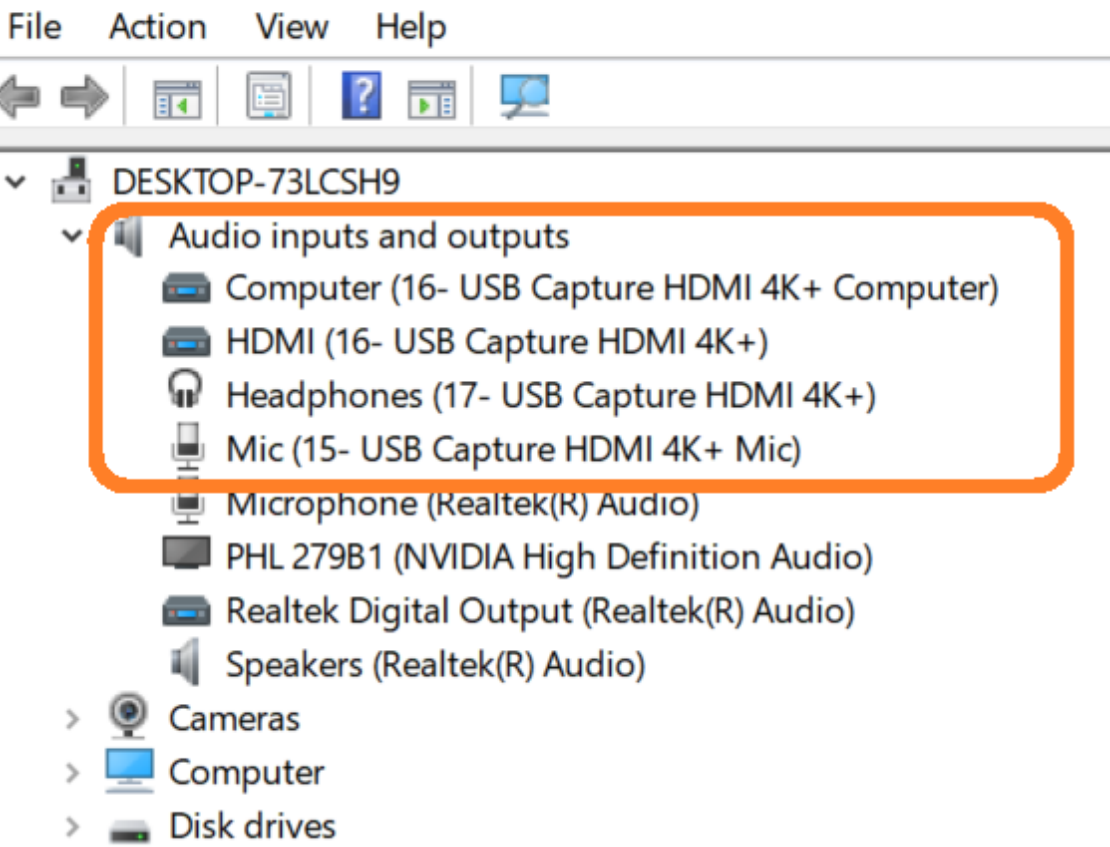 File Action View Help
DESKTOP-73LCSH9
Audio inputs and outputs
Computer (16- USB Capture HDMI 4K+ Computer)
HDMI (16- USB Capture HDMI 4K+)
Headphones (17- USB Capture HDMI 4K+)
Mic (15- USB Capture HDMI 4K+ Mic)
Microphone (Realtek(R) Audio)
PHL 279B1 (NVIDIA High Definition Audio)
Realtek Digital Output (Realtek(R) Audio)
Speakers (Realtek(R) Audio)
Cameras
Computer
Disk drives